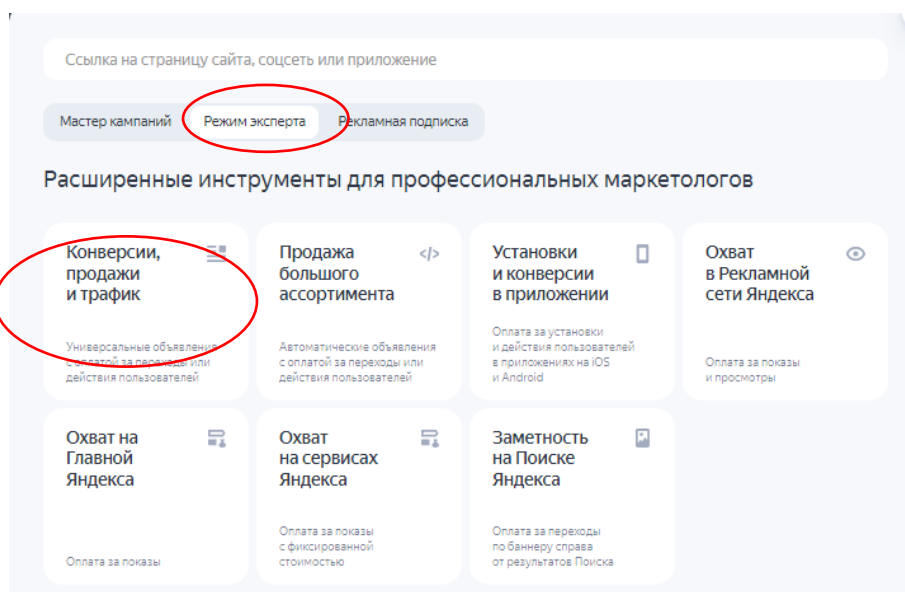 Ссылка на страницу сайта, соцсеть или приложение
Мастер кампаний Режим эксперта Рекламная подписка
Расширенные инструменты для профессиональных маркетологов
Конверсии,
продажи
и трафик
Универсальные объявления
с оплатой за переходы или
действия пользователей
Продажа
большого
ассортимента
</>
Автоматические объявления
с оплатой за переходы или
действия пользователей
Установки
и конверсии
в приложении
Оплата за установки
и действия пользователей
в приложениях на iOS
и Android
Охват
в Рекламной
сети Яндекса
Оплата за показы
и просмотры
Охват на
Главной
Яндекса
Оплата за показы
Охват
на сервисах
Яндекса
Оплата за показы
с фиксированной
стоимостью
Заметность
на Поиске
Яндекса
Оплата за переходы
по баннеру справа
от результатов Поиска